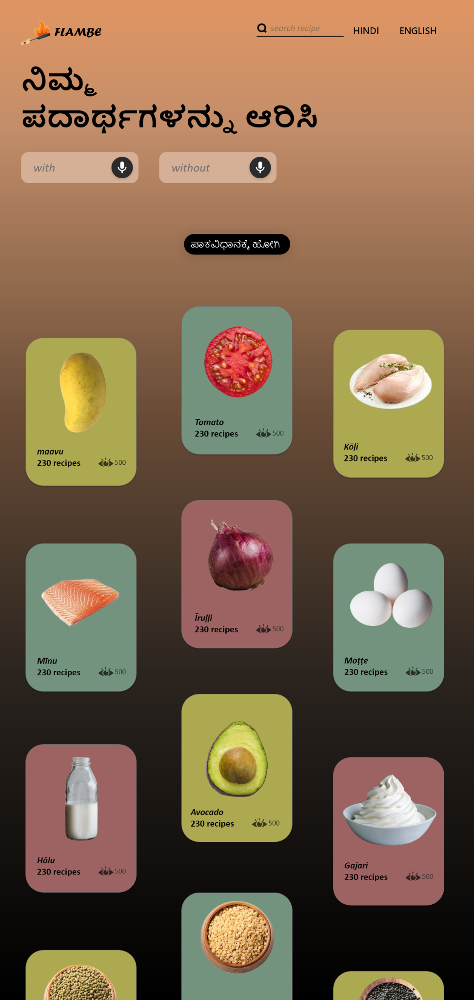 FLAMBE
search recipe
HINDI
ENGLISH
ನಿಮ್ಮ
ಪದಾರ್ಥಗಳನ್ನು ಆರಿಸಿ
with
without
ಪಾಕವಿಧಾನಕ್ಕೆ ಹೋಗಿ
maavu
230 recipes 500
Tomato
230 recipes 500
Kōḷi
230 recipes 500
Mīnu
230 recipes 500
Īruḷḷi
230 recipes 500
Moṭṭe
230 recipes 500
Hālu
230 recipes 500
Avocado
230 recipes 500
Gajari
230 recipes 500